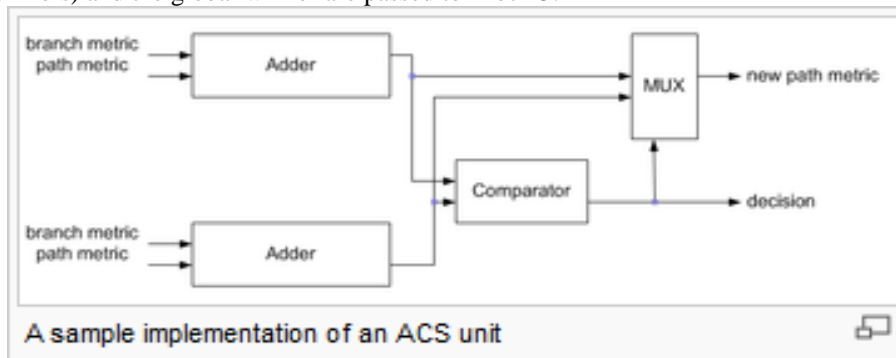 branch metric
path metric
Adder
MUX
new path metric
Comparator
decision
branch metric
path metric
Adder
A sample implementation of an ACS unit